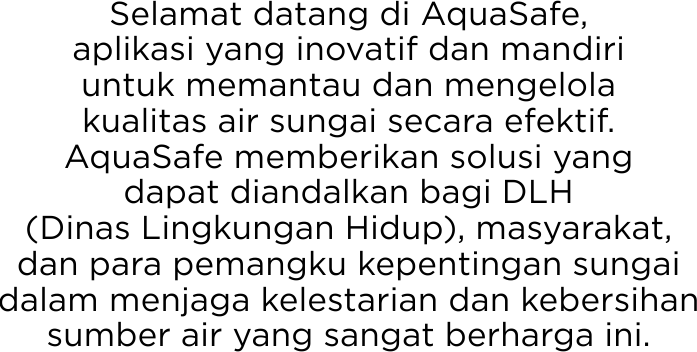 Selamat datang di AquaSafe,
aplikasi yang inovatif dan mandiri
untuk memantau dan mengelola
kualitas air sungai secara efektif.
AquaSafe memberikan solusi yang
dapat diandalkan bagi DLH
(Dinas Lingkungan Hidup), masyarakat,
dan para pemangku kepentingan sungai
dalam menjaga kelestarian dan kebersihan
sumber air yang sangat berharga ini.